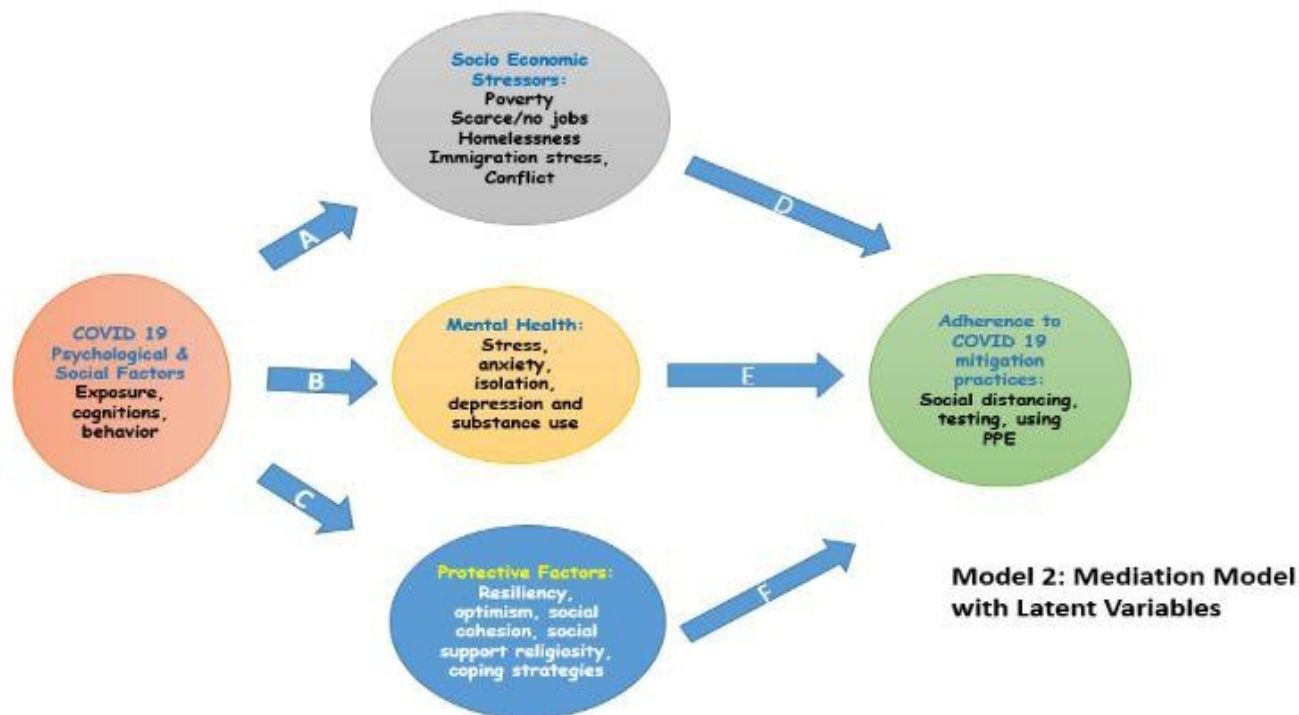 Socio Economic
Stressors:
Poverty
Scarce/no jobs
Homelessness
Immigration stress,
Conflict
A
D
COVID 19
Psychological &
Social Factors
Exposure,
cognitions,
behavior
B
Mental Health:
Stress,
anxiety,
isolation,
depression and
substance use
E
Adherence to
COVID 19
mitigation
practices:
Social distancing,
testing, using
PPE
C
Protective Factors:
Resiliency,
optimism, social
cohesion, social
support religiosity,
coping strategies
F
Model 2: Mediation Model
with Latent Variables